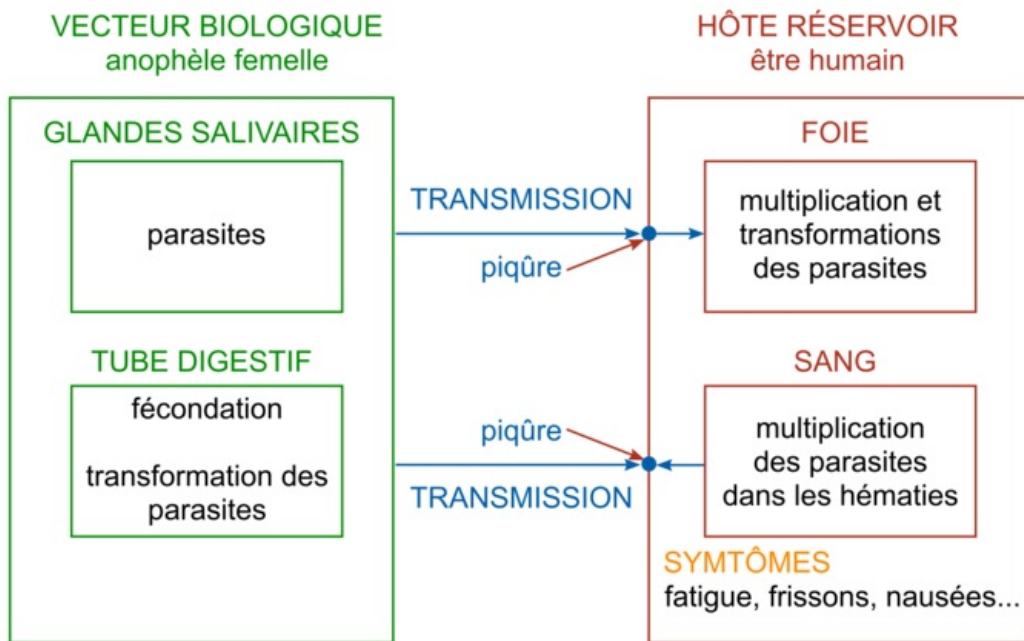 VECTEUR BIOLOGIQUE
anophèle femelle
GLANDES SALIVAIRES
parasites
TUBE DIGESTIF
fécondation
transformation des
parasites
TRANSMISSION
piqûre
piqûre
TRANSMISSION
HÔTE RÉSERVOIR
être humain
FOIE
multiplication et
transformations
des parasites
SANG
multiplication
des parasites
dans les hématies
SYMTÔMES
fatigue, frissons, nausées...